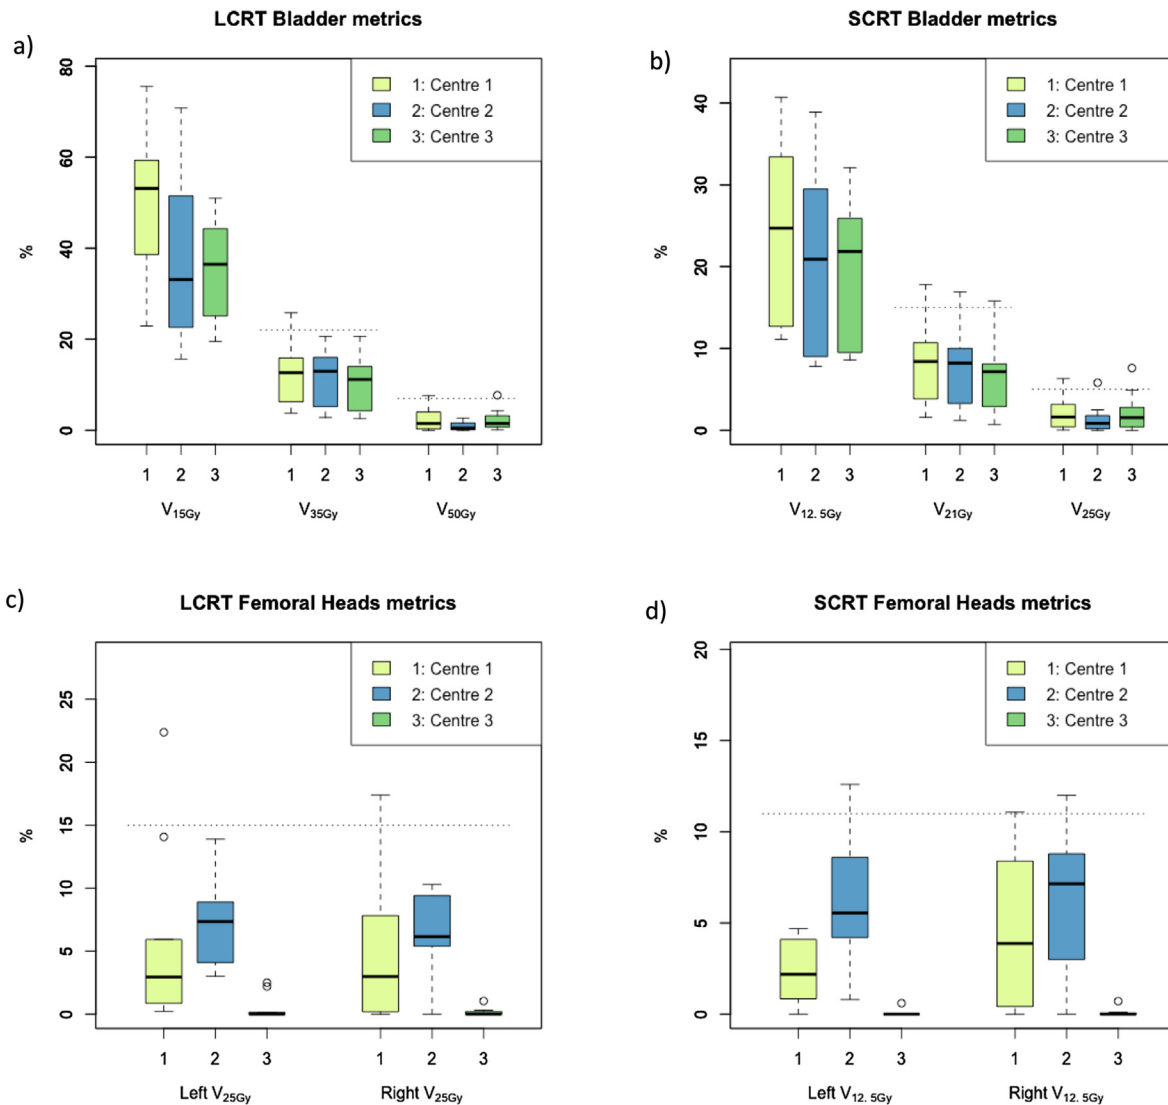 LCRT Bladder metrics
a)
80
60
40
20
0
%
1: Centre 1
2: Centre 2
3: Centre 3
1 2 3 1 2 3 1 2 3
V15Gy V35Gy V50Gy
SCRT Bladder metrics
b)
40
30
20
10
0
%
1: Centre 1
2: Centre 2
3: Centre 3
1 2 3 1 2 3 1 2 3
V12. 5Gy V21Gy V25Gy
LCRT Femoral Heads metrics
c)
25
20
15
10
5
0
%
1: Centre 1
2: Centre 2
3: Centre 3
1 2 3 1 2 3
Left V25Gy Right V25Gy
SCRT Femoral Heads metrics
d)
20
15
10
5
0
%
1: Centre 1
2: Centre 2
3: Centre 3
1 2 3 1 2 3
Left V12. 5Gy Right V12. 5Gy